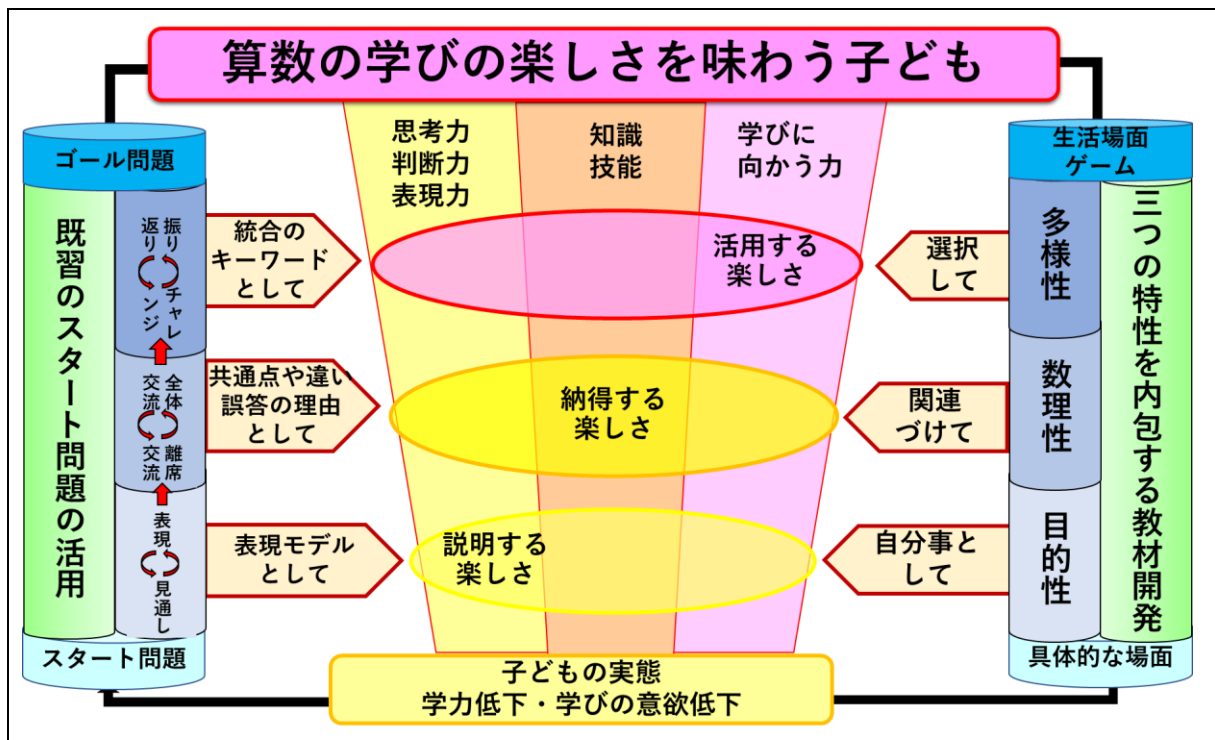 算数の学びの楽しさを味わう子ども
思考力
判断力
表現力
知識
技能
学びに
向かう力
ゴール問題
既習のスタート問題の活用
振り
返り
チャレ
ンジ
全体
交流
離席
交流
表現
見通し
スタート問題
統合の
キーワード
として
共通点や違い
誤答の理由
として
表現モデル
として
活用する
楽しさ
納得する
楽しさ
説明する
楽しさ
選択
して
関連
づけて
自分事と
して
生活場面
ゲーム
多様性
数理性
目的性
三つの特性を内包する教材開発
具体的な場面
子どもの実態
学力低下・学びの意欲低下